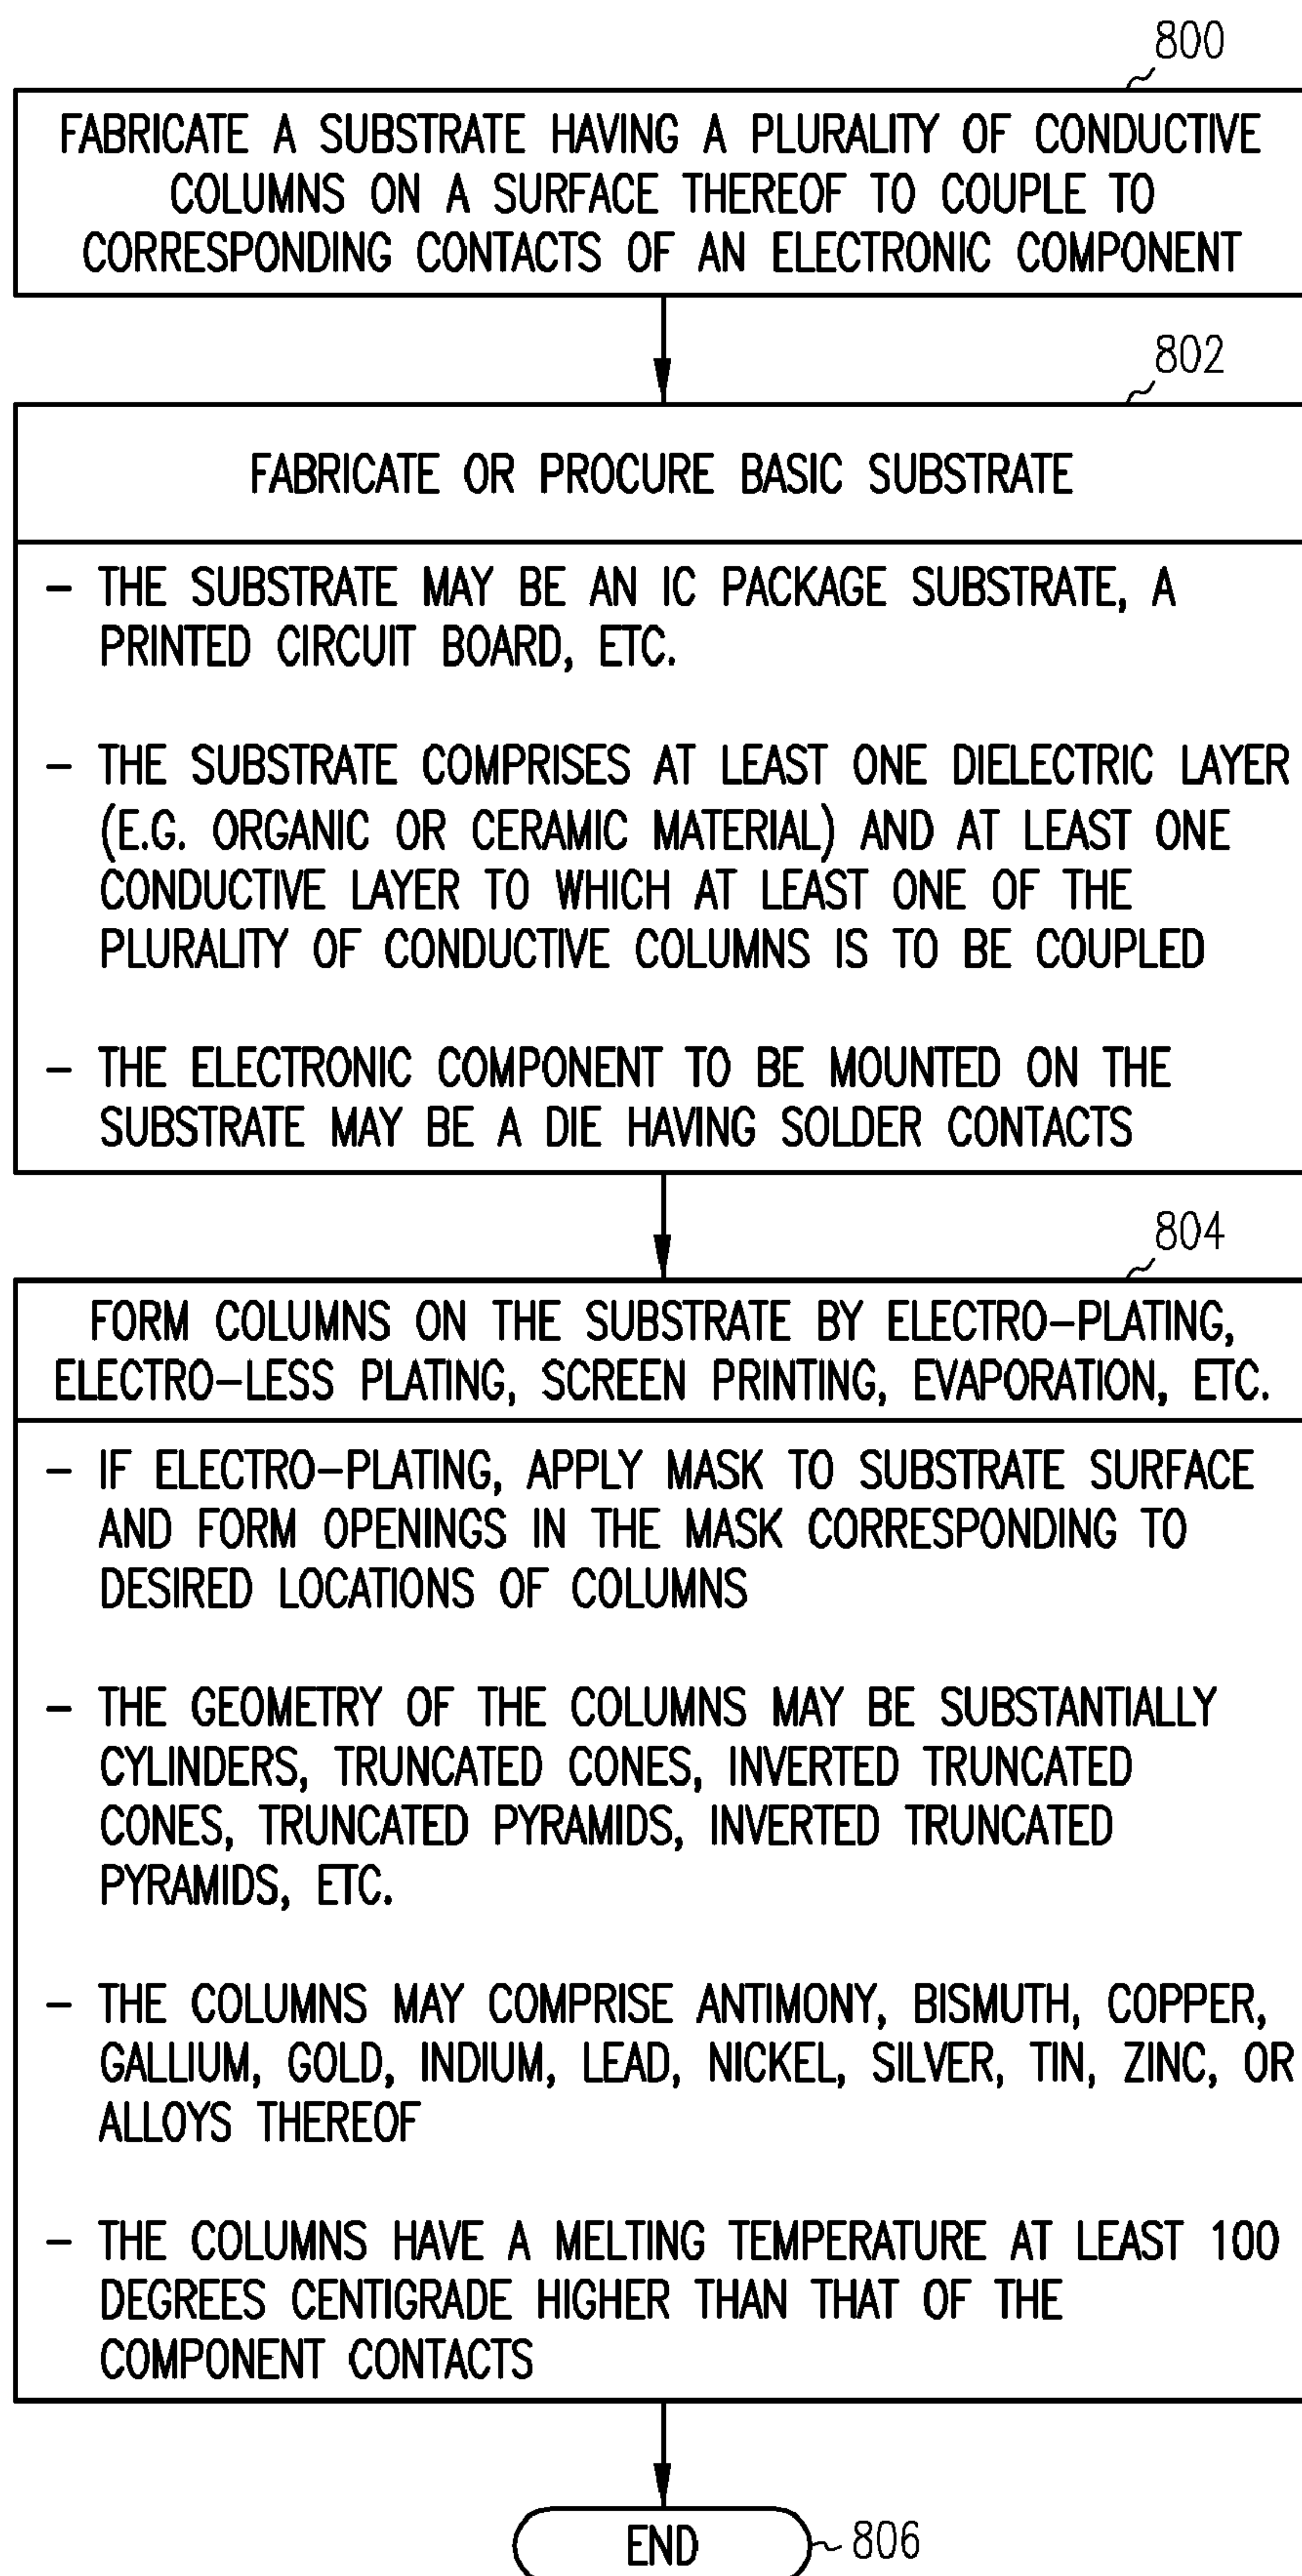 800
FABRICATE A SUBSTRATE HAVING A PLURALITY OF CONDUCTIVE
COLUMNS ON A SURFACE THEREOF TO COUPLE TO
CORRESPONDING CONTACTS OF AN ELECTRONIC COMPONENT
802
FABRICATE OR PROCURE BASIC SUBSTRATE
- THE SUBSTRATE MAY BE AN IC PACKAGE SUBSTRATE, A
PRINTED CIRCUIT BOARD, ETC.
- THE SUBSTRATE COMPRISES AT LEAST ONE DIELECTRIC LAYER
(E.G. ORGANIC OR CERAMIC MATERIAL) AND AT LEAST ONE
CONDUCTIVE LAYER TO WHICH AT LEAST ONE OF THE
PLURALITY OF CONDUCTIVE COLUMNS IS TO BE COUPLED
- THE ELECTRONIC COMPONENT TO BE MOUNTED ON THE
SUBSTRATE MAY BE A DIE HAVING SOLDER CONTACTS
804
FORM COLUMNS ON THE SUBSTRATE BY ELECTRO-PLATING,
ELECTRO-LESS PLATING, SCREEN PRINTING, EVAPORATION, ETC.
- IF ELECTRO-PLATING, APPLY MASK TO SUBSTRATE SURFACE
AND FORM OPENINGS IN THE MASK CORRESPONDING TO
DESIRED LOCATIONS OF COLUMNS
- THE GEOMETRY OF THE COLUMNS MAY BE SUBSTANTIALLY
CYLINDERS, TRUNCATED CONES, INVERTED TRUNCATED
CONES, TRUNCATED PYRAMIDS, INVERTED TRUNCATED
PYRAMIDS, ETC.
- THE COLUMNS MAY COMPRISE ANTIMONY, BISMUTH, COPPER,
GALLIUM, GOLD, INDIUM, LEAD, NICKEL, SILVER, TIN, ZINC, OR
ALLOYS THEREOF
- THE COLUMNS HAVE A MELTING TEMPERATURE AT LEAST 100
DEGREES CENTIGRADE HIGHER THAN THAT OF THE
COMPONENT CONTACTS
END 806